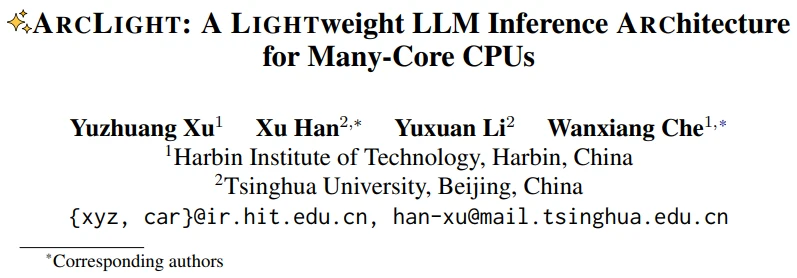 ✨ARCLIGHT: A LIGHTweight LLM Inference ARChitecture
for Many-Core CPUs
Yuzhuang Xu¹ Xu Han²,* Yuxuan Li² Wanxiang Che¹,*
¹Harbin Institute of Technology, Harbin, China
²Tsinghua University, Beijing, China
{xyz, car}@ir.hit.edu.cn, han-xu@mail.tsinghua.edu.cn
*Corresponding authors